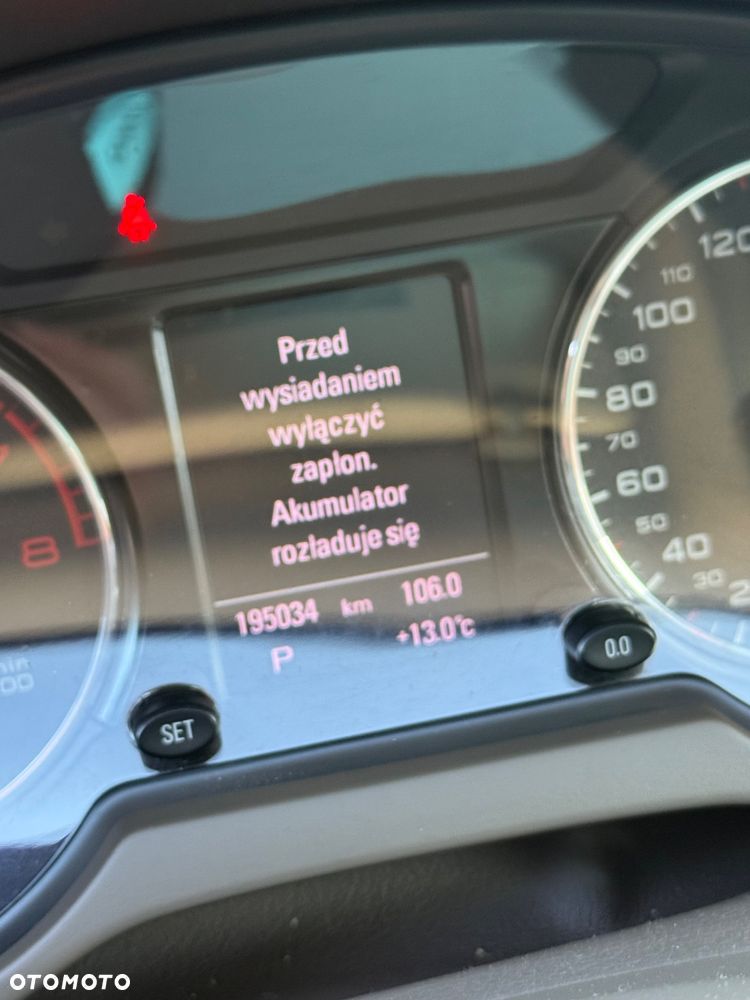 120
110
100
90
80
70
60
50
40
30
Przed
wysiadaniem
wyłączyć
zapłon.
Akumulator
rozładuje się
195034 km 106.0
P +13.0°c
8
SET
0.0
OTOMOTO